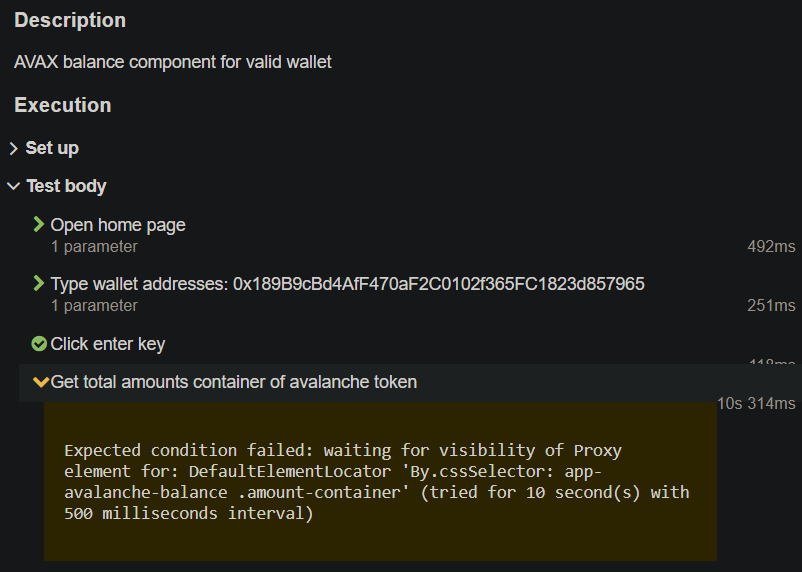 Description
AVAX balance component for valid wallet
Execution
Set up
Test body
Open home page
1 parameter
492ms
Type wallet addresses: 0x189B9cBd4AfF470aF2C0102f365FC1823d857965
1 parameter
251ms
Click enter key
Get total amounts container of avalanche token
10s 314ms
Expected condition failed: waiting for visibility of Proxy
element for: DefaultElementLocator 'By.cssSelector: app-
avalanche-balance .amount-container' (tried for 10 second(s) with
500 milliseconds interval)